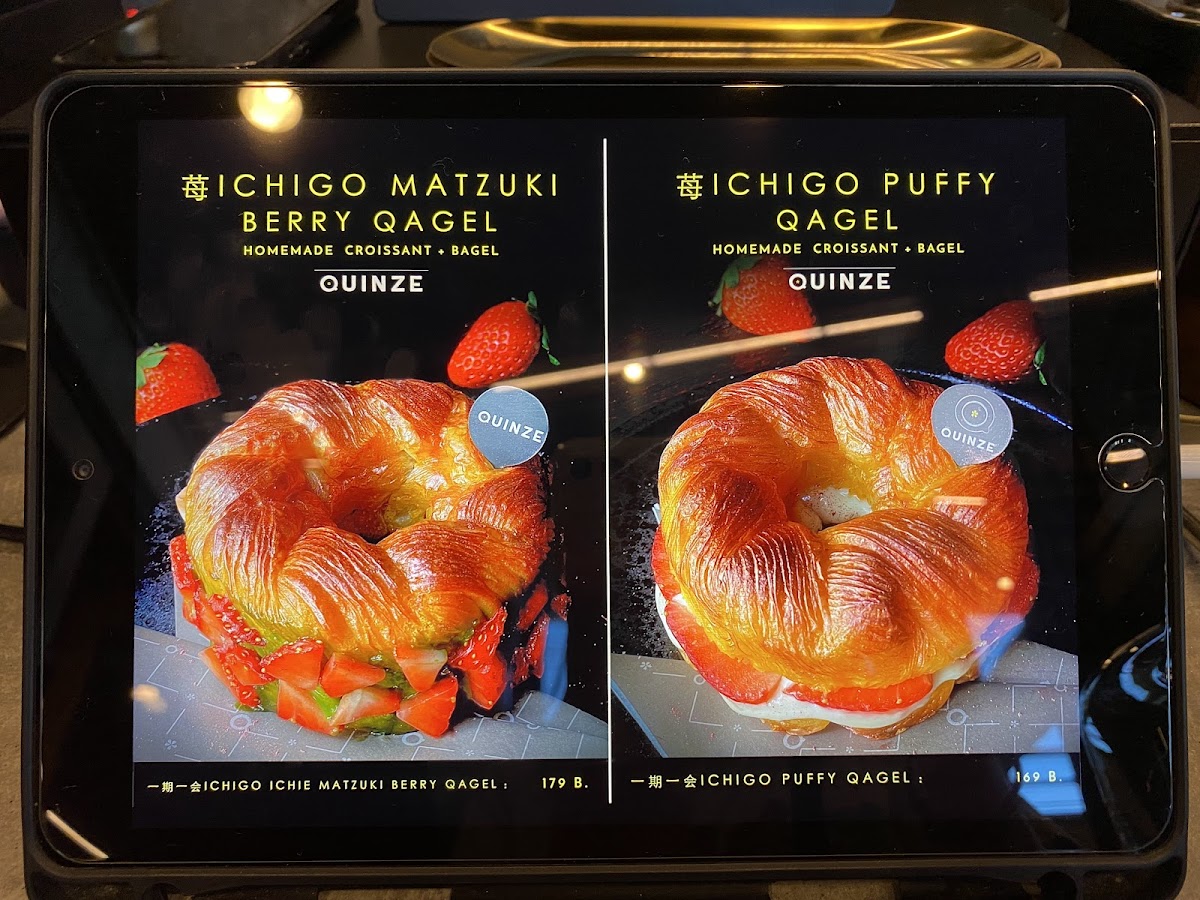 苺ICHIGO MATZUKI
BERRY QAGEL
HOMEMADE CROISSANT + BAGEL
QUINZE
QUINZE
一期一会ICHIGO ICHIE MATZUKI BERRY QAGEL : 179 B.
苺ICHIGO PUFFY
QAGEL
HOMEMADE CROISSANT + BAGEL
QUINZE
QUINZE
一期一会ICHIGO PUFFY QAGEL : 169 B.